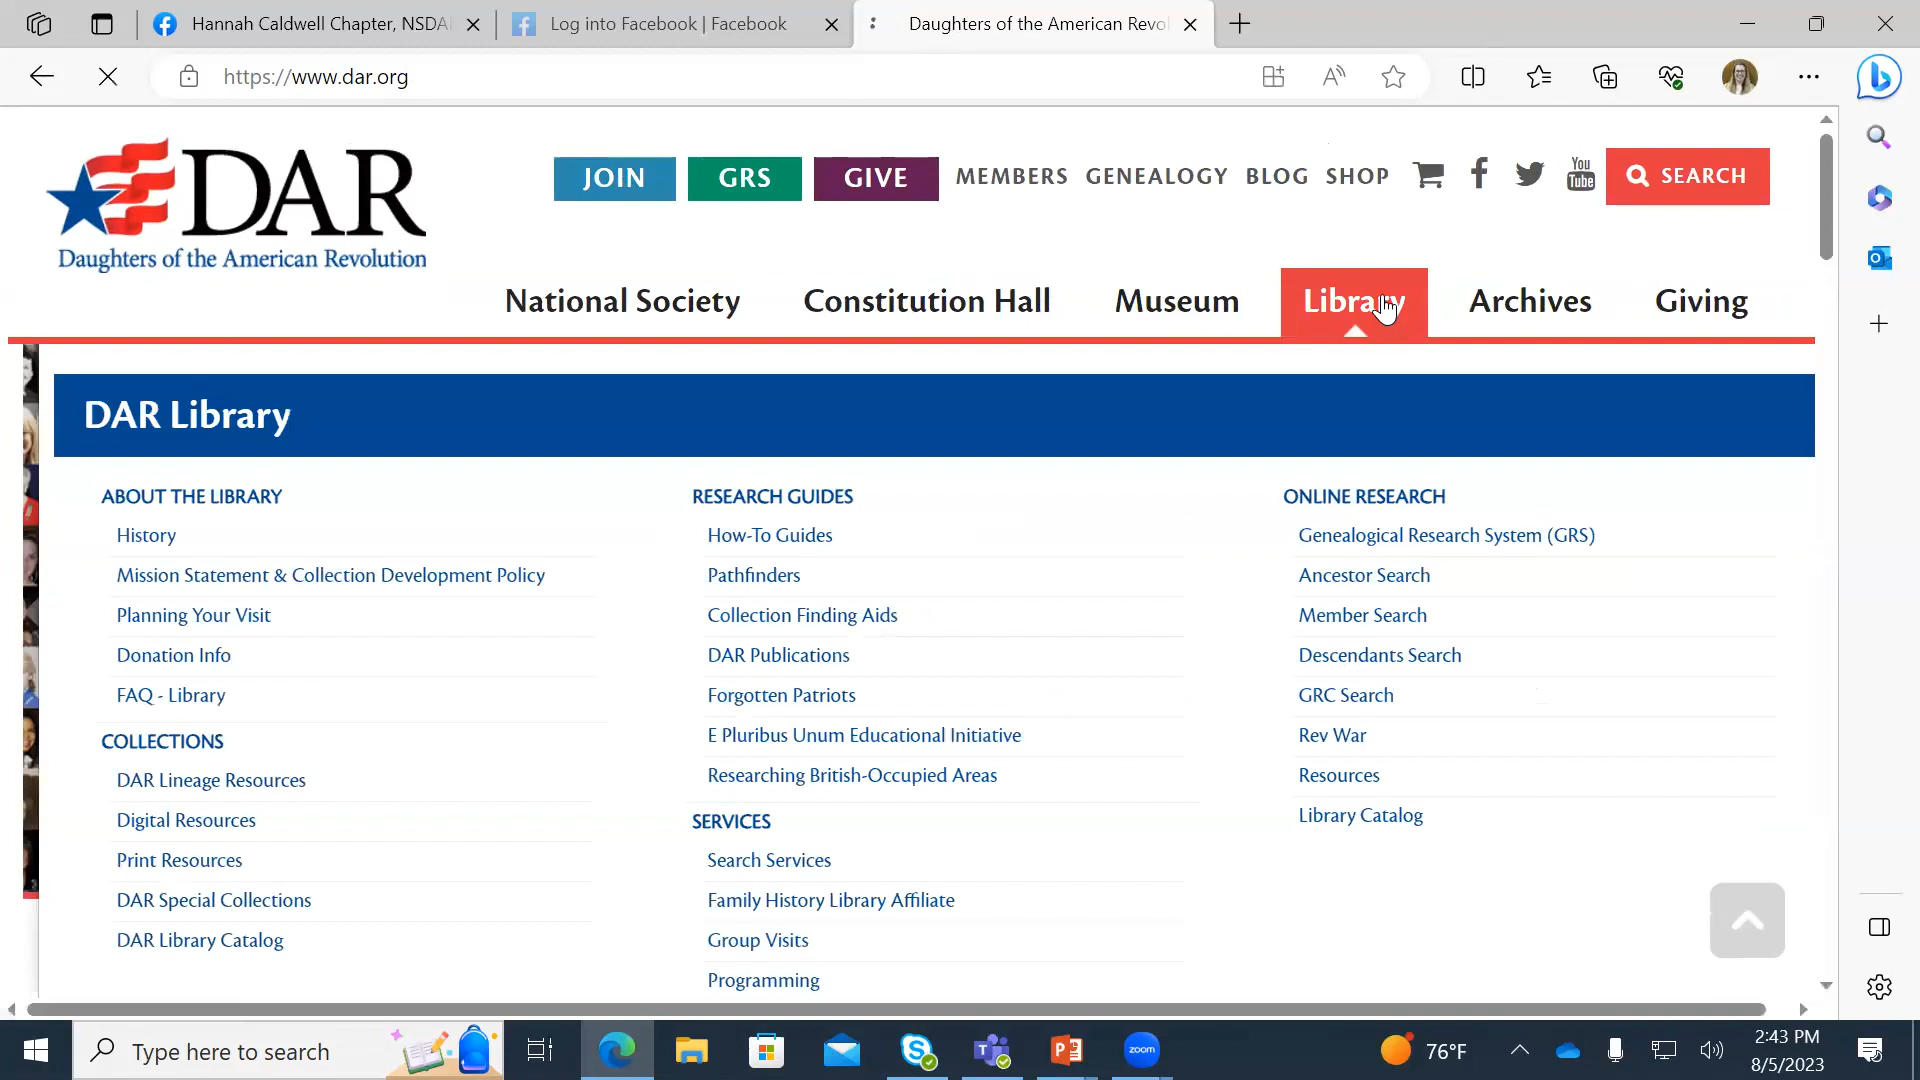 Hannah Caldwell Chapter, NSDA
Log into Facebook | Facebook
Daughters of the American Revo
https://www.dar.org
DAR
Daughters of the American Revolution
JOIN
GRS
GIVE
MEMBERS
GENEALOGY
BLOG
SHOP
You
Tube
SEARCH
National Society
Constitution Hall
Museum
Library
Archives
Giving
DAR Library
ABOUT THE LIBRARY
History
Mission Statement & Collection Development Policy
Planning Your Visit
Donation Info
FAQ - Library
COLLECTIONS
DAR Lineage Resources
Digital Resources
Print Resources
DAR Special Collections
DAR Library Catalog
RESEARCH GUIDES
How-To Guides
Pathfinders
Collection Finding Aids
DAR Publications
Forgotten Patriots
E Pluribus Unum Educational Initiative
Researching British-Occupied Areas
SERVICES
Search Services
Family History Library Affiliate
Group Visits
Programming
ONLINE RESEARCH
Genealogical Research System (GRS)
Ancestor Search
Member Search
Descendants Search
GRC Search
Rev War
Resources
Library Catalog
Type here to search
zoom
76°F
2:43 PM
8/5/2023